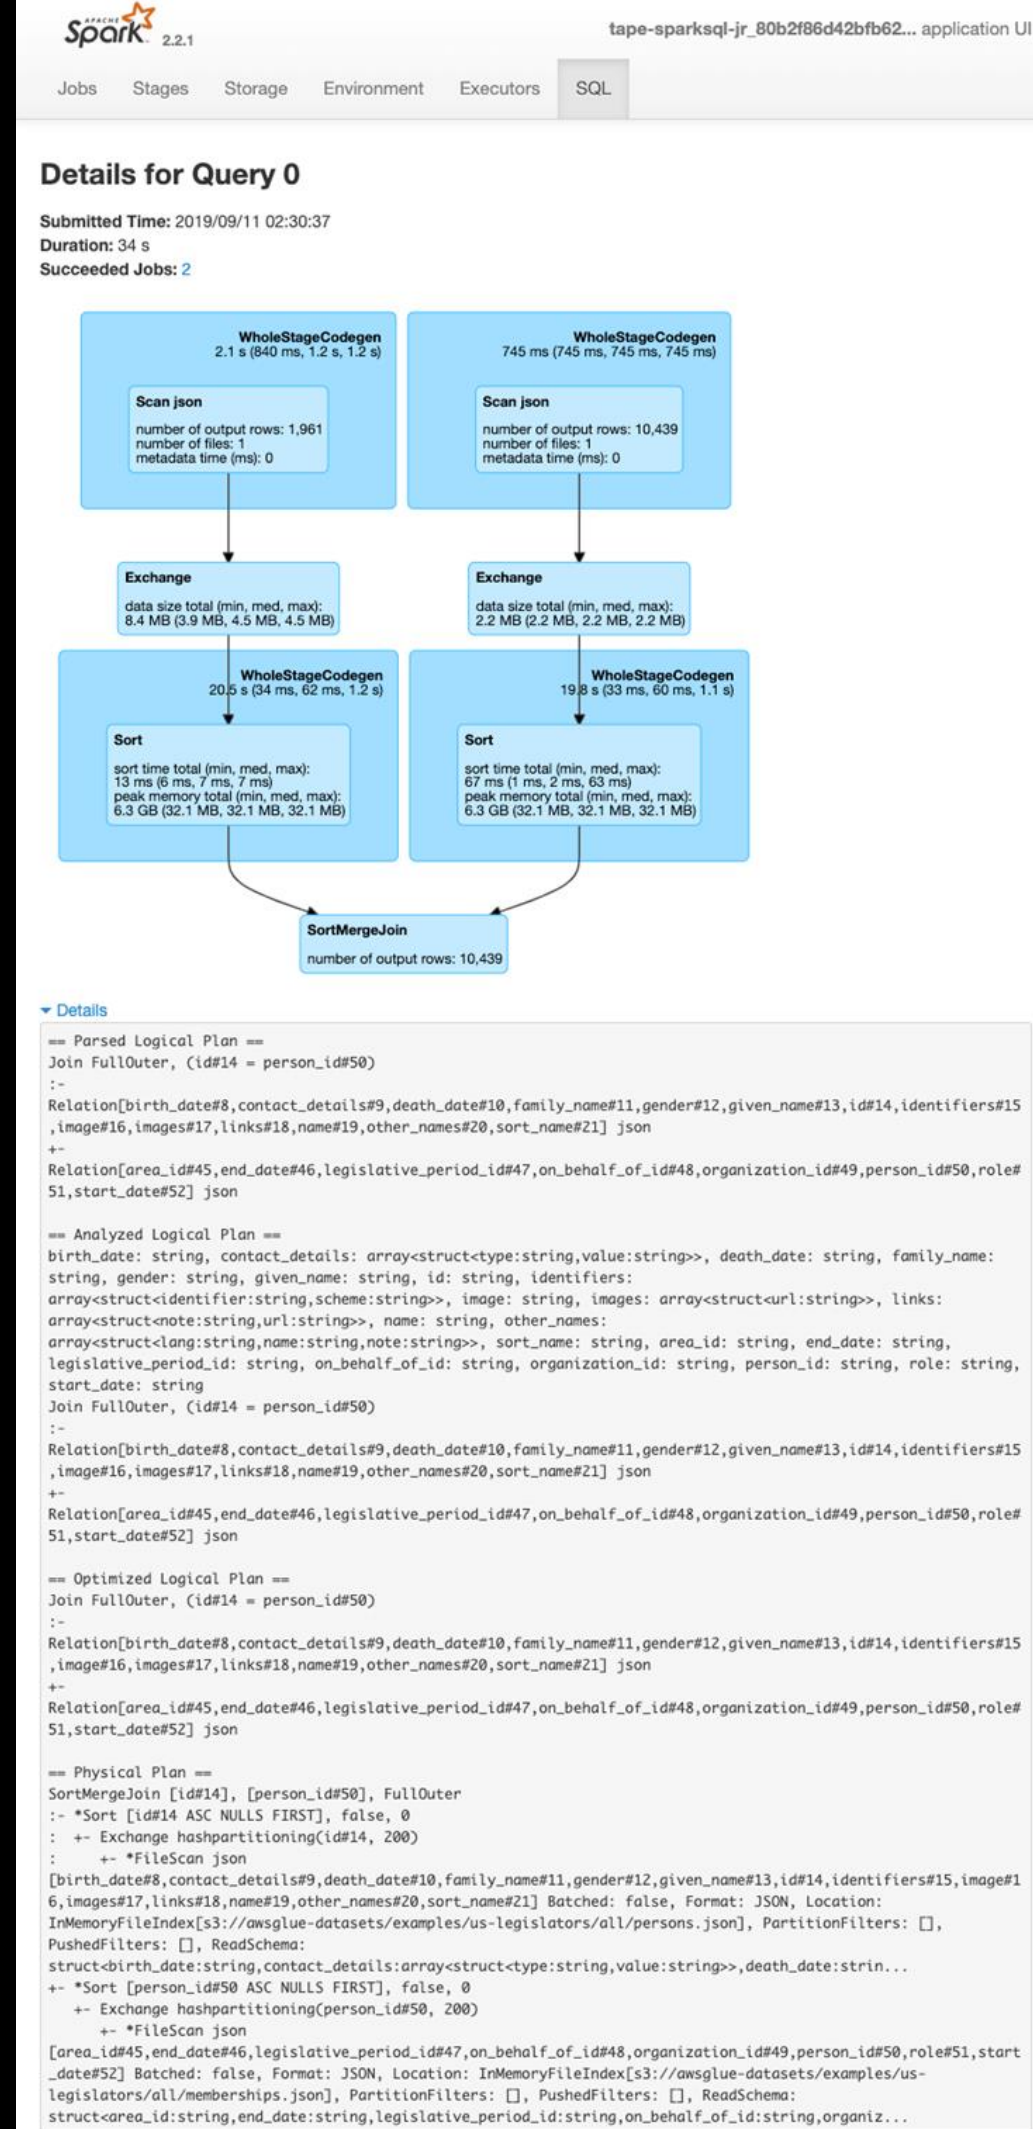 APACHE
Spark 2.2.1
tape-sparksql-jr_80b2f86d42bfb62... application UI
Jobs Stages Storage Environment Executors SQL
Details for Query 0
Submitted Time: 2019/09/11 02:30:37
Duration: 34 s
Succeeded Jobs: 2
WholeStageCodegen
2.1 s (840 ms, 1.2 s, 1.2 s)
Scan json
number of output rows: 1,961
number of files: 1
metadata time (ms): 0
WholeStageCodegen
745 ms (745 ms, 745 ms, 745 ms)
Scan json
number of output rows: 10,439
number of files: 1
metadata time (ms): 0
Exchange
data size total (min, med, max):
8.4 MB (3.9 MB, 4.5 MB, 4.5 MB)
Exchange
data size total (min, med, max):
2.2 MB (2.2 MB, 2.2 MB, 2.2 MB)
WholeStageCodegen
20.5 s (34 ms, 62 ms, 1.2 s)
Sort
sort time total (min, med, max):
13 ms (6 ms, 7 ms, 7 ms)
peak memory total (min, med, max):
6.3 GB (32.1 MB, 32.1 MB, 32.1 MB)
WholeStageCodegen
19.8 s (33 ms, 60 ms, 1.1 s)
Sort
sort time total (min, med, max):
67 ms (1 ms, 2 ms, 63 ms)
peak memory total (min, med, max):
6.3 GB (32.1 MB, 32.1 MB, 32.1 MB)
SortMergeJoin
number of output rows: 10,439
Details
== Parsed Logical Plan ==
Join FullOuter, (id#14 = person_id#50)
:-
Relation[birth_date#8,contact_details#9,death_date#10,family_name#11,gender#12,given_name#13,id#14,identifiers#15
,image#16,images#17,links#18,name#19,other_names#20,sort_name#21] json
+-
Relation[area_id#45,end_date#46,legislative_period_id#47,on_behalf_of_id#48,organization_id#49,person_id#50,role#
51,start_date#52] json
== Analyzed Logical Plan ==
birth_date: string, contact_details: array<struct<type:string,value:string>>, death_date: string, family_name:
string, gender: string, given_name: string, id: string, identifiers:
array<struct<identifier:string,scheme:string>>, image: string, images: array<struct<url:string>>, links:
array<struct<note:string,url:string>>, name: string, other_names:
array<struct<lang:string,name:string,note:string>>, sort_name: string, area_id: string, end_date: string,
legislative_period_id: string, on_behalf_of_id: string, organization_id: string, person_id: string, role: string,
start_date: string
Join FullOuter, (id#14 = person_id#50)
:-
Relation[birth_date#8,contact_details#9,death_date#10,family_name#11,gender#12,given_name#13,id#14,identifiers#15
,image#16,images#17,links#18,name#19,other_names#20,sort_name#21] json
+-
Relation[area_id#45,end_date#46,legislative_period_id#47,on_behalf_of_id#48,organization_id#49,person_id#50,role#
51,start_date#52] json
== Optimized Logical Plan ==
Join FullOuter, (id#14 = person_id#50)
:-
Relation[birth_date#8,contact_details#9,death_date#10,family_name#11,gender#12,given_name#13,id#14,identifiers#15
,image#16,images#17,links#18,name#19,other_names#20,sort_name#21] json
+-
Relation[area_id#45,end_date#46,legislative_period_id#47,on_behalf_of_id#48,organization_id#49,person_id#50,role#
51,start_date#52] json
== Physical Plan ==
SortMergeJoin [id#14], [person_id#50], FullOuter
:- *Sort [id#14 ASC NULLS FIRST], false, 0
:  +- Exchange hashpartitioning(id#14, 200)
:     +- *FileScan json
[birth_date#8,contact_details#9,death_date#10,family_name#11,gender#12,given_name#13,id#14,identifiers#15,image#1
6,images#17,links#18,name#19,other_names#20,sort_name#21] Batched: false, Format: JSON, Location:
InMemoryFileIndex[s3://awsglue-datasets/examples/us-legislators/all/persons.json], PartitionFilters: [],
PushedFilters: [], ReadSchema:
struct<birth_date:string,contact_details:array<struct<type:string,value:string>>,death_date:strin...
+- *Sort [person_id#50 ASC NULLS FIRST], false, 0
   +- Exchange hashpartitioning(person_id#50, 200)
      +- *FileScan json
[area_id#45,end_date#46,legislative_period_id#47,on_behalf_of_id#48,organization_id#49,person_id#50,role#51,start
_date#52] Batched: false, Format: JSON, Location: InMemoryFileIndex[s3://awsglue-datasets/examples/us-
legislators/all/memberships.json], PartitionFilters: [], PushedFilters: [], ReadSchema:
struct<area_id:string,end_date:string,legislative_period_id:string,on_behalf_of_id:string,organiz...